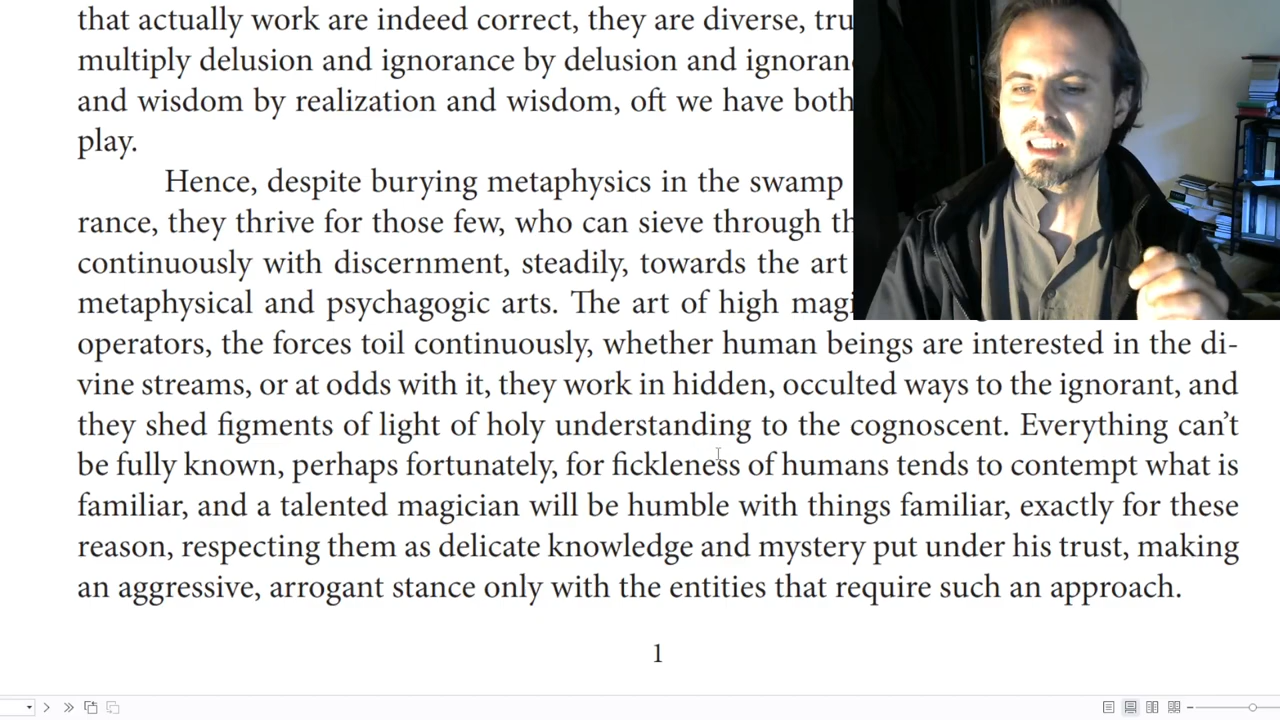 that actually work are indeed correct, they are diverse, tru
multiply delusion and ignorance by delusion and ignoran
and wisdom by realization and wisdom, oft we have both
play.
Hence, despite burying metaphysics in the swamp
rance, they thrive for those few, who can sieve through th
continuously with discernment, steadily, towards the art
metaphysical and psychagogic arts. The art of high magi
operators, the forces toil continuously, whether human beings are interested in the di-
vine streams, or at odds with it, they work in hidden, occulted ways to the ignorant, and
they shed figments of light of holy understanding to the cognoscent. Everything can’t
be fully known, perhaps fortunately, for fickleness of humans tends to contempt what is
familiar, and a talented magician will be humble with things familiar, exactly for these
reason, respecting them as delicate knowledge and mystery put under his trust, making
an aggressive, arrogant stance only with the entities that require such an approach.
1